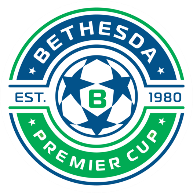 BETHESDA
EST. 1980
B
PREMIER CUP